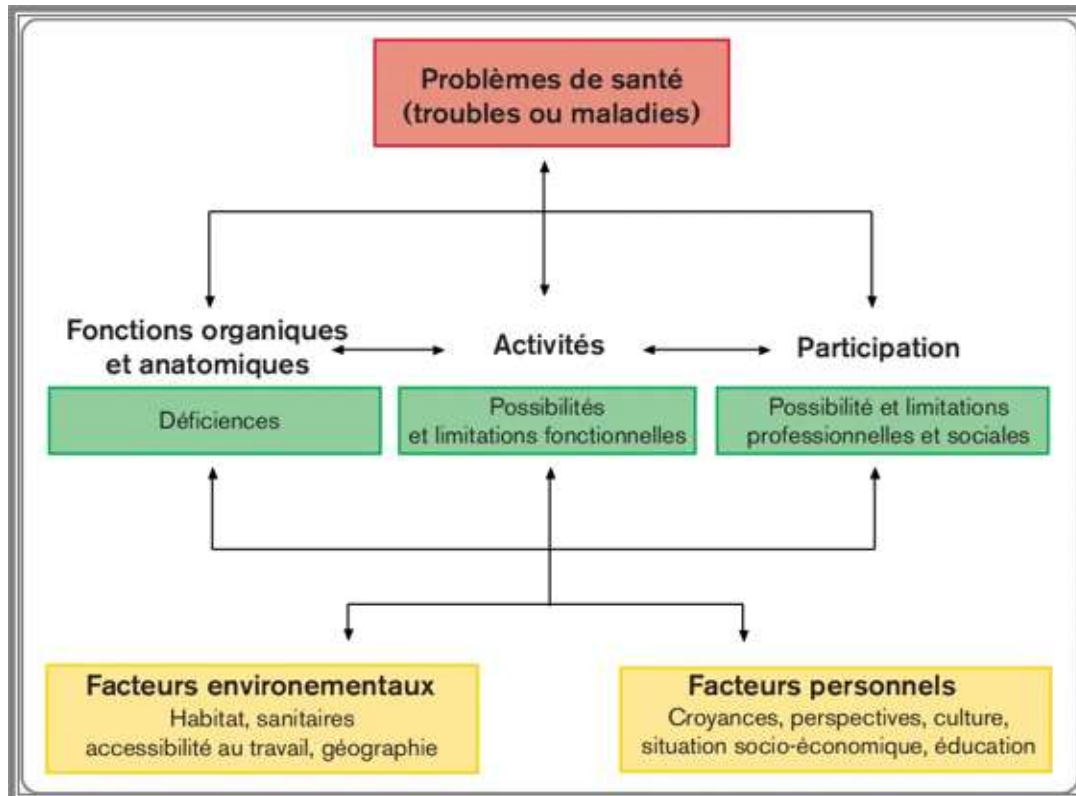 Problèmes de santé
(troubles ou maladies)
Fonctions organiques
et anatomiques
Activités
Participation
Déficiences
Possibilités
et limitations fonctionnelles
Possibilité et limitations
professionnelles et sociales
Facteurs environementaux
Habitat, sanitaires
accessibilité au travail, géographie
Facteurs personnels
Croyances, perspectives, culture,
situation socio-économique, éducation